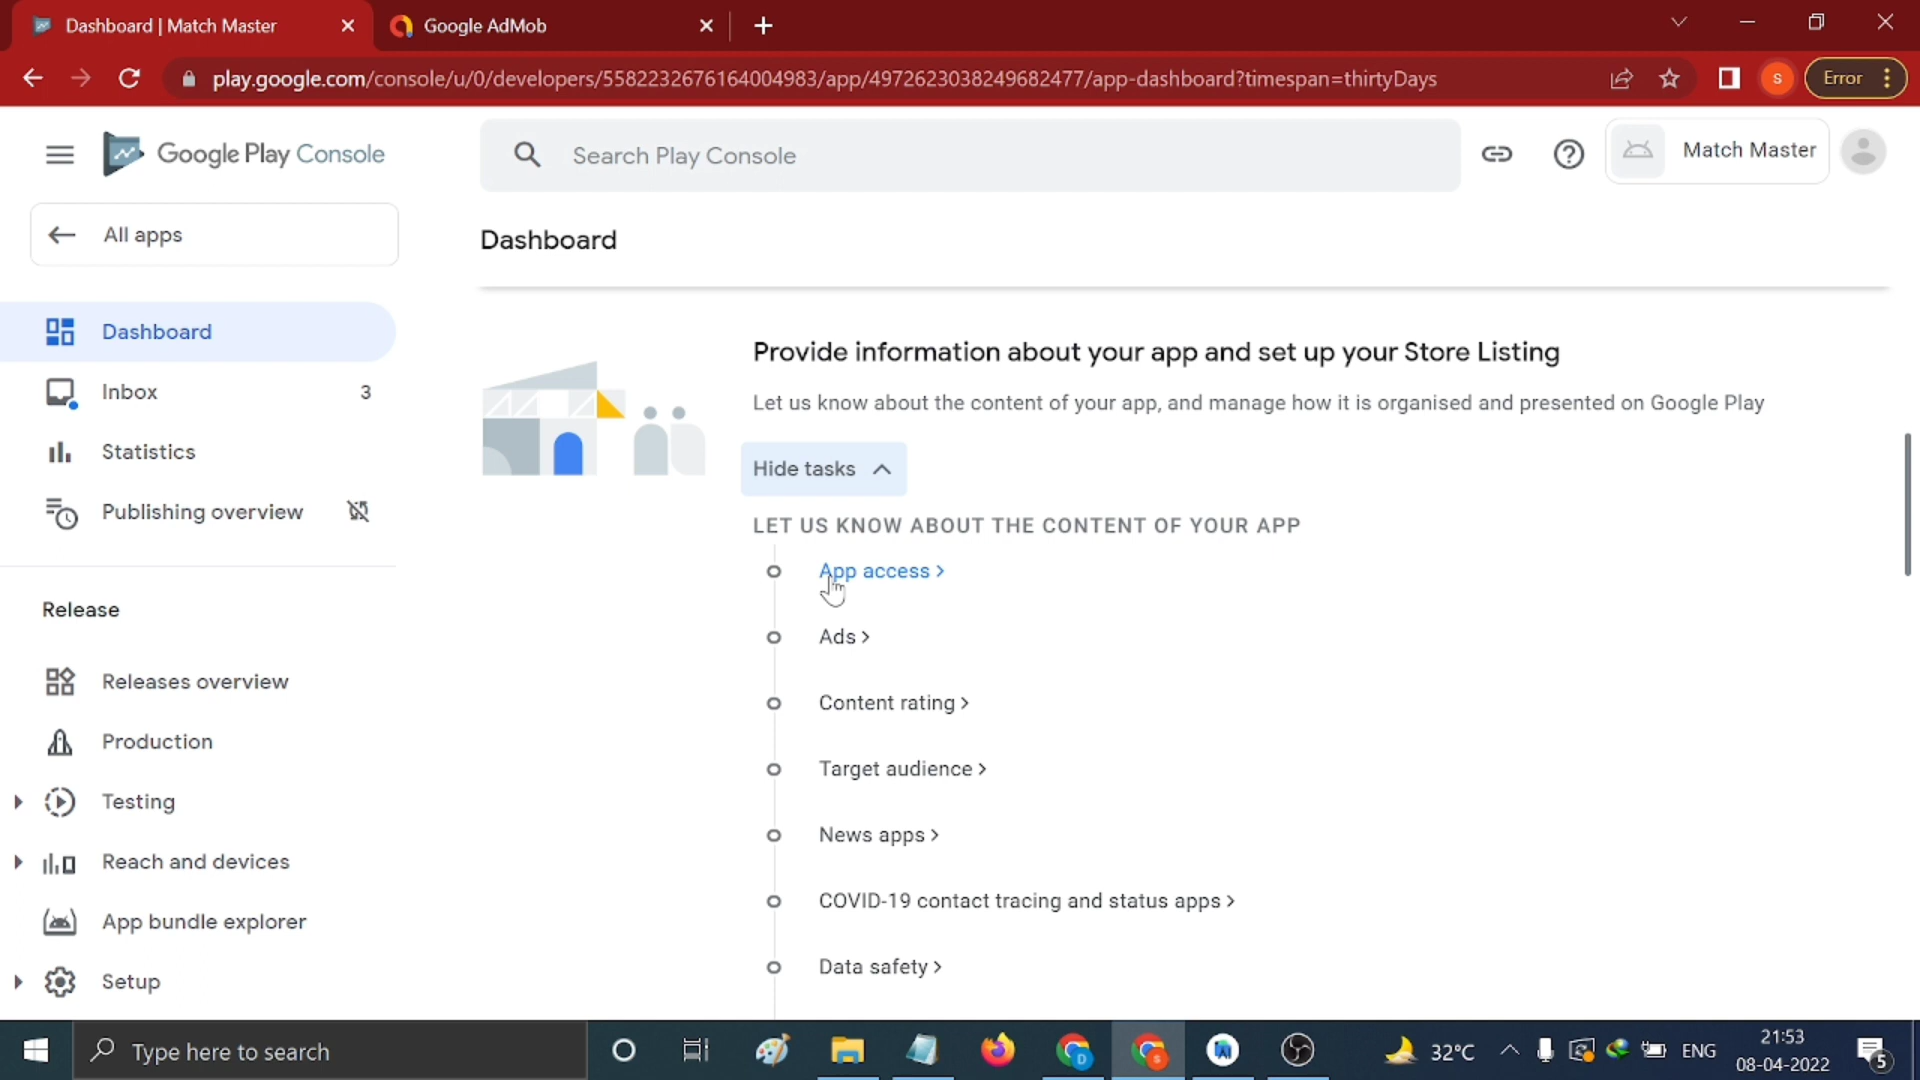 Dashboard | Match Master
Google AdMob
play.google.com/console/u/0/developers/5582232676164004983/app/4972623038249682477/app-dashboard?timespan=thirtyDays
S
Error
Google Play Console
Search Play Console
Match Master
All apps
Dashboard
Dashboard
Inbox 3
Statistics
Publishing overview
Release
Releases overview
Production
Testing
Reach and devices
App bundle explorer
Setup
Provide information about your app and set up your Store Listing
Let us know about the content of your app, and manage how it is organised and presented on Google Play
Hide tasks
LET US KNOW ABOUT THE CONTENT OF YOUR APP
App access >
Ads >
Content rating >
Target audience >
News apps >
COVID-19 contact tracing and status apps >
Data safety >
Type here to search
D
S
32°C
ENG
21:53
08-04-2022
5